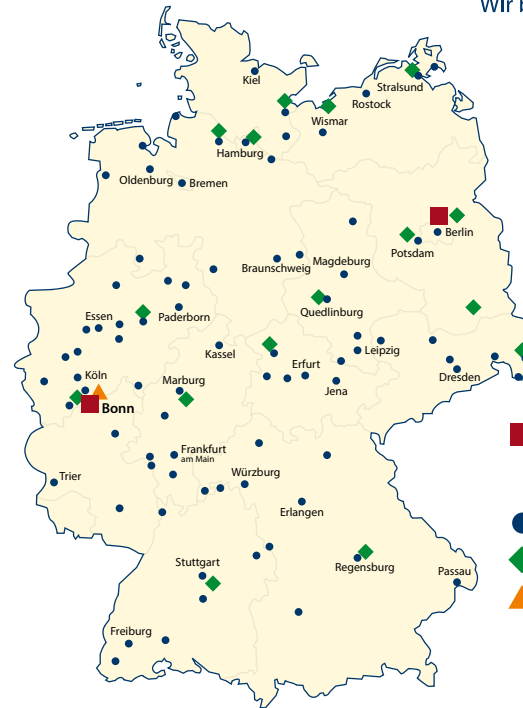 Wir b
Kiel
Stralsund
Rostock
Wismar
Hamburg
Oldenburg
Bremen
Berlin
Potsdam
Braunschweig
Magdeburg
Quedlinburg
Essen
Paderborn
Kassel
Leipzig
Erfurt
Dresden
Jena
Köln
Marburg
Bonn
Frankfurt
am Main
Würzburg
Trier
Erlangen
Stuttgart
Regensburg
Passau
Freiburg